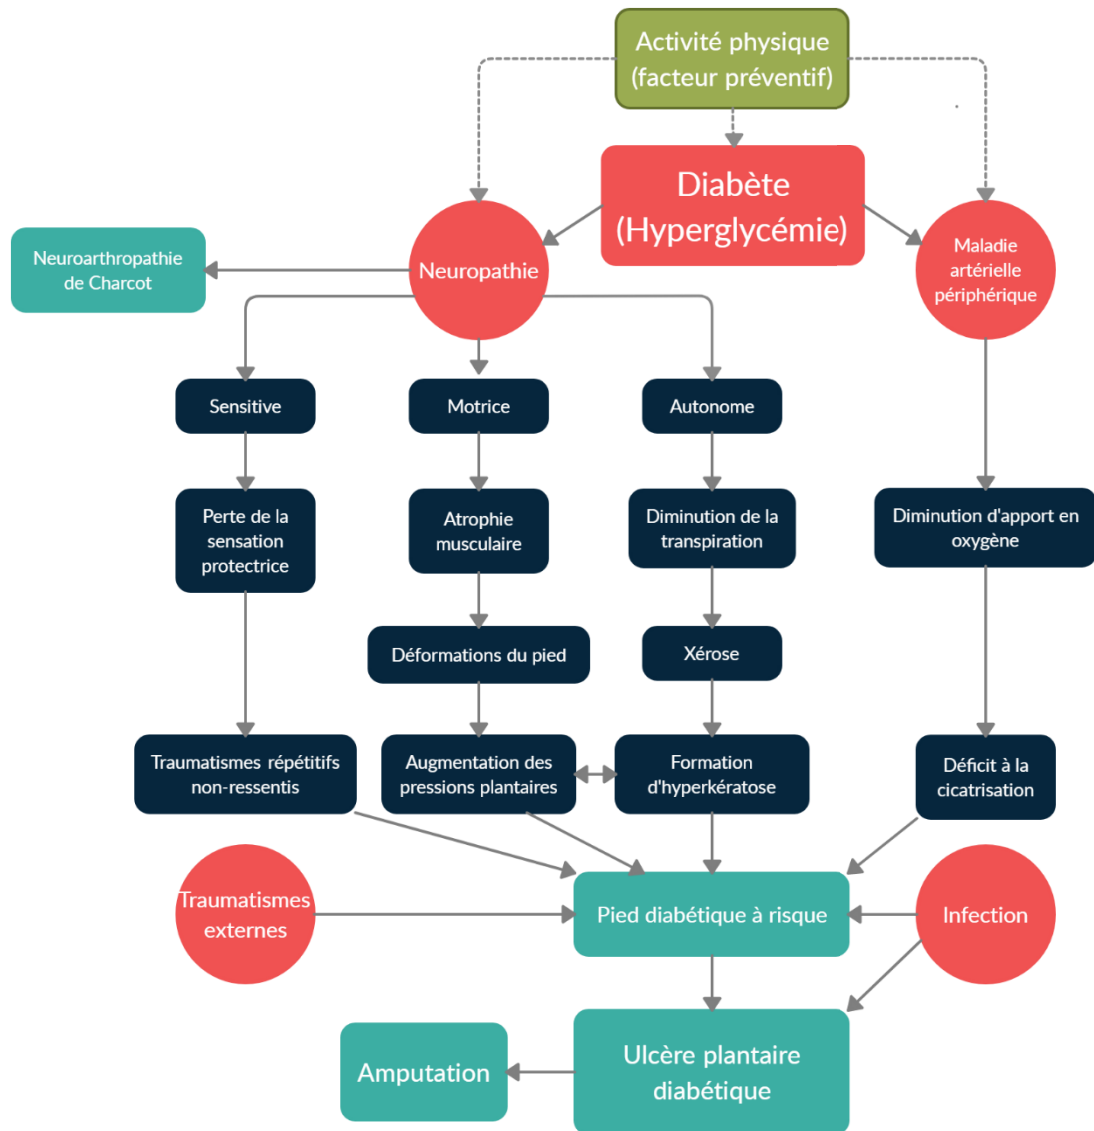 Activité physique
(facteur préventif)
Diabète
(Hyperglycémie)
Neuroarthropathie
de Charcot
Neuropathie
Maladie
artérielle
périphérique
Sensitive
Motrice
Autonome
Perte de la
sensation
protectrice
Atrophie
musculaire
Diminution de la
transpiration
Diminution d'apport en
oxygène
Déformations du pied
Xérose
Traumatismes répétitifs
non-ressentis
Augmentation des
pressions plantaires
Formation
d'hyperkératose
Déficit à la
cicatrisation
Traumatismes
externes
Pied diabétique à risque
Infection
Amputation
Ulcère plantaire
diabétique